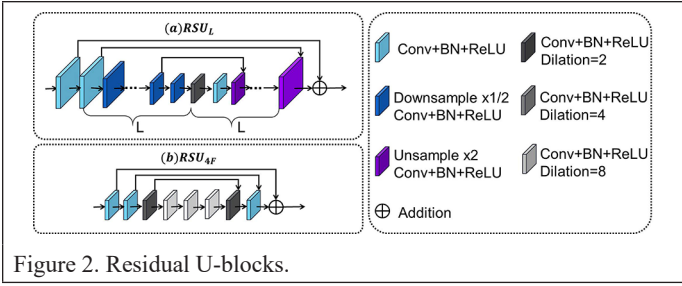 (a)RSU_L
L
L
(b)RSU_4F
Conv+BN+ReLU
Downsample x1/2
Conv+BN+ReLU
Unsample x2
Conv+BN+ReLU
Addition
Conv+BN+ReLU
Dilation=2
Conv+BN+ReLU
Dilation=4
Conv+BN+ReLU
Dilation=8
Figure 2. Residual U-blocks.